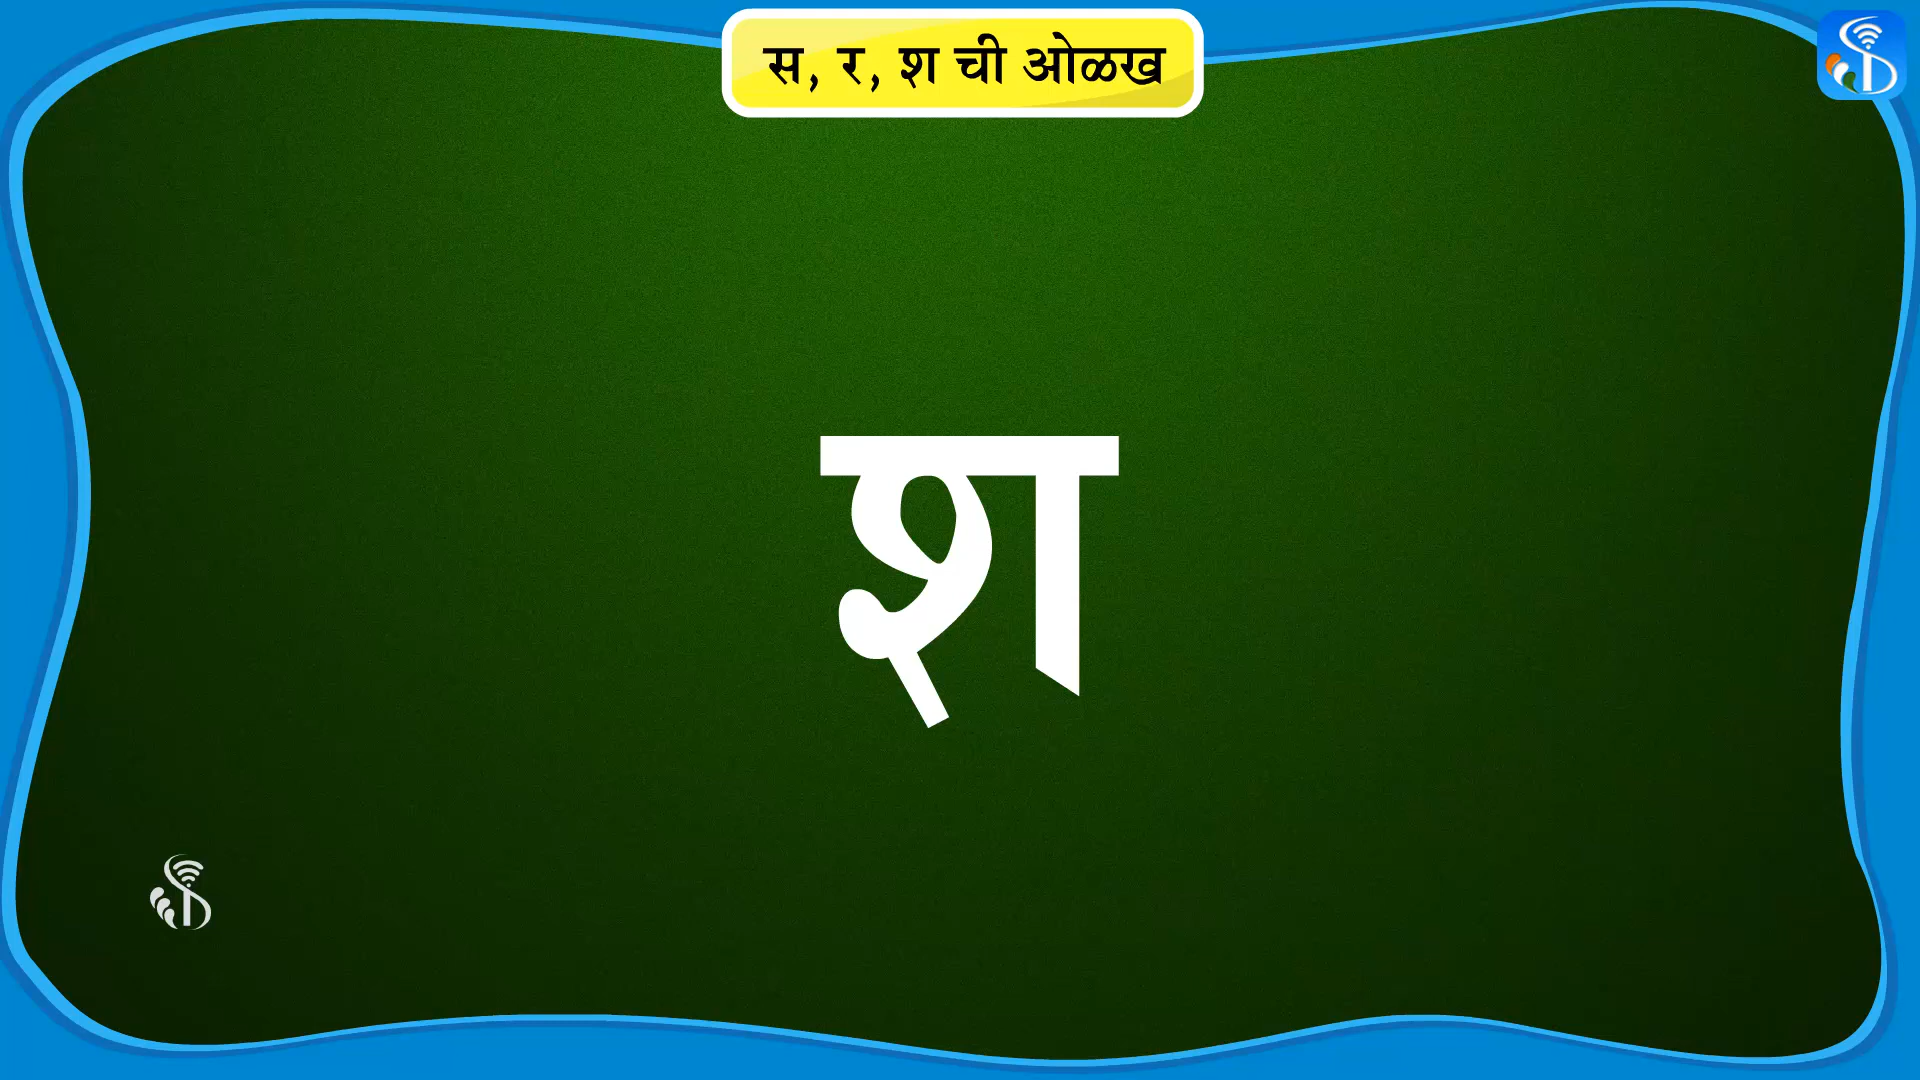 स, र, श ची ओळख
श